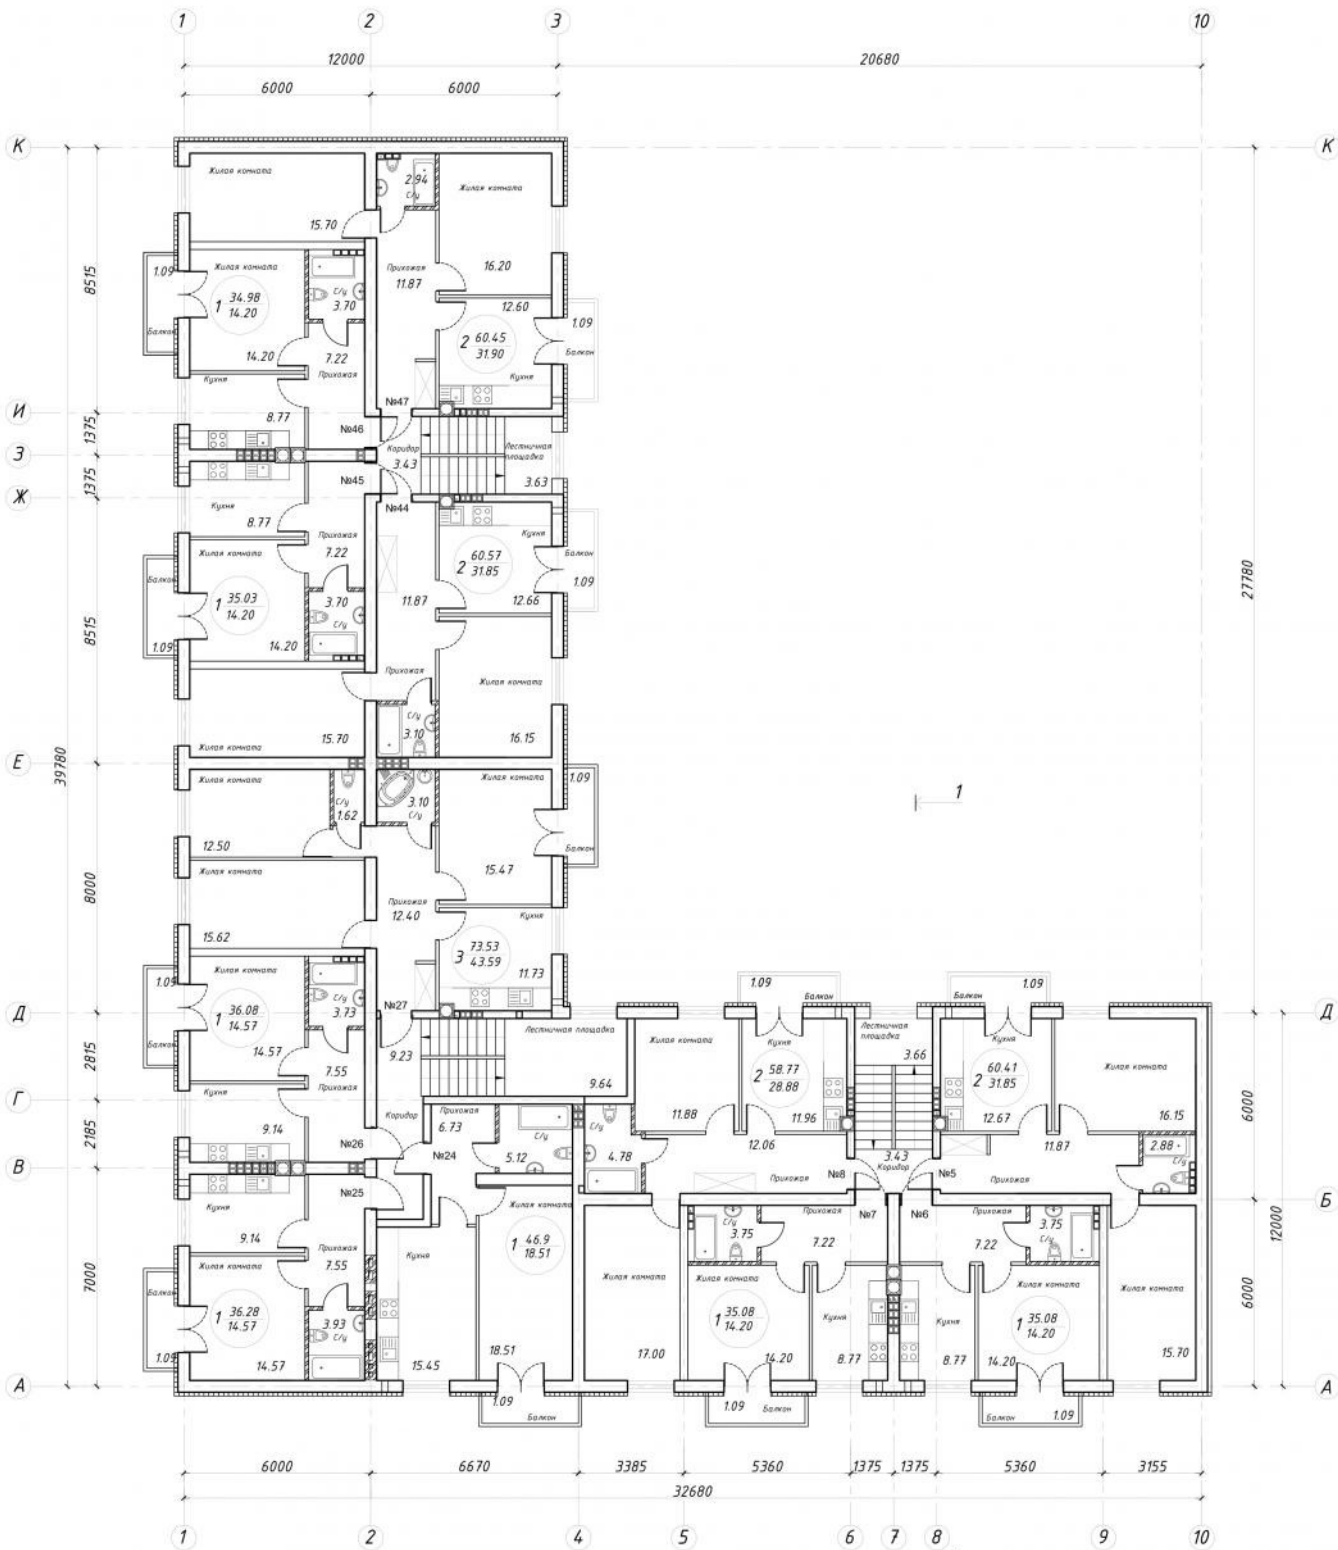 1
2
3
10
12000
20680
6000
6000
К
К
Жилая комната
2.94
С/у
Жилая комната
15.70
1.09
Жилая комната
Прихожая
11.87
16.20
8515
1 34.98
14.20
С/у
3.70
12.60
1.09
Балкон
2 60.45
31.90
Балкон
14.20
7.22
Кухня
Прихожая
Кухня
И
8.77
№46
№47
1375
Коридор
3.43
Лестничная
площадка
З
1375
№45
3.63
Ж
№44
Кухня
8.77
Прихожая
7.22
Кухня
Жилая комната
2 60.57
31.85
Балкон
1.09
Балкон
1 35.03
14.20
3.70
С/у
11.87
12.66
27780
8515
1.09
14.20
Прихожая
Жилая комната
С/у
3.10
15.70
16.15
Жилая комната
Е
39780
Жилая комната
С/у
1.62
3.10
С/у
Жилая комната
1.09
1
12.50
15.47
Балкон
Жилая комната
8000
Прихожая
12.40
Кухня
15.62
3 73.53
43.59
11.73
Жилая комната
1.09
1 36.08
14.57
С/у
3.73
№27
1.09
Балкон
1.09
Балкон
Д
Д
Балкон
14.57
7.55
Прихожая
9.23
Лестничная площадка
9.64
Жилая комната
Кухня
2 58.77
28.88
Лестничная
площадка
3.66
Кухня
2 60.41
31.85
Жилая комната
2815
6000
Г
Кухня
9.14
Коридор
Прихожая
6.73
С/у
5.12
11.88
11.96
12.67
16.15
2185
№26
№24
С/у
4.78
12.06
3.43
Коридор
11.87
2.88
С/у
В
№25
Прихожая
№8
№5
Прихожая
Б
Кухня
9.14
Прихожая
7.55
Кухня
Жилая комната
1 46.9
18.51
С/у
3.75
Прихожая
7.22
№7
№6
Прихожая
7.22
3.75
С/у
12000
7000
Жилая комната
Балкон
1 36.28
14.57
3.93
С/у
Жилая комната
Жилая комната
1 35.08
14.20
Кухня
Кухня
Жилая комната
1 35.08
14.20
Жилая комната
6000
1.09
14.57
15.45
18.51
17.00
14.20
8.77
8.77
14.20
15.70
А
А
1.09
Балкон
1.09
Балкон
Балкон
1.09
6000
6670
3385
5360
1375
1375
5360
3155
32680
1
2
4
5
6
7
8
9
10